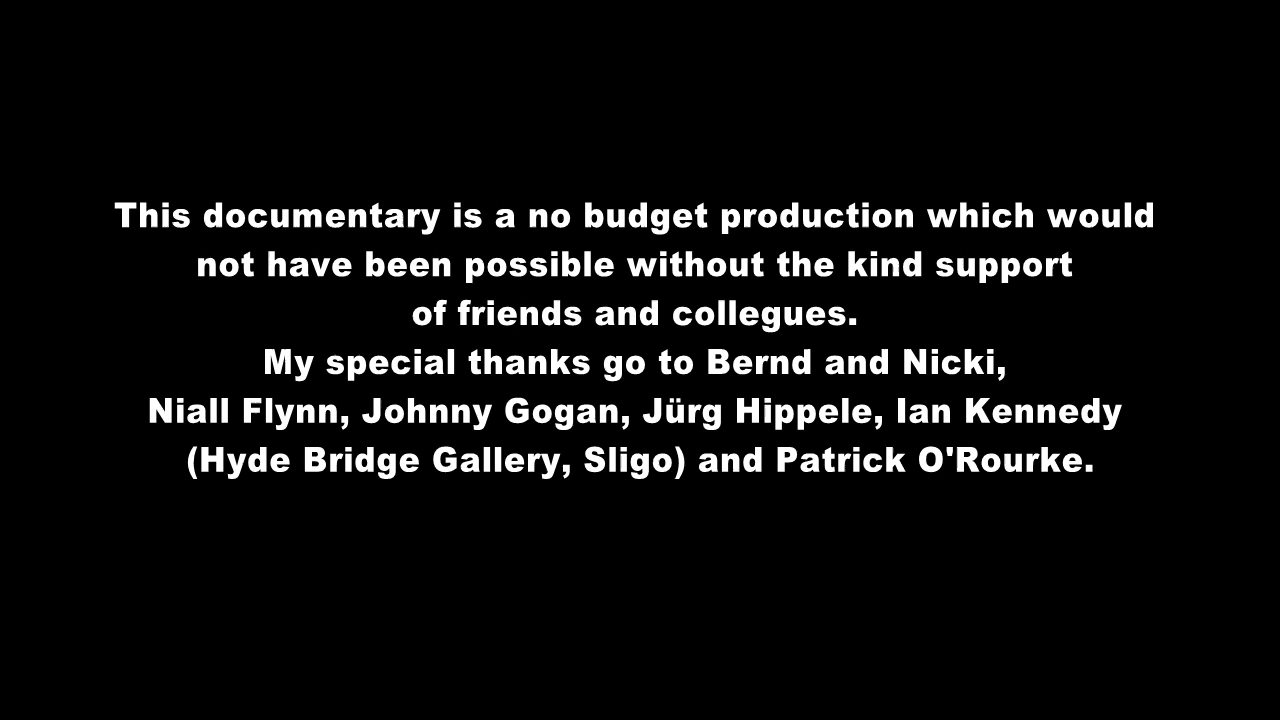 This documentary is a no budget production which would
not have been possible without the kind support
of friends and collegues.
My special thanks go to Bernd and Nicki,
Niall Flynn, Johnny Gogan, Jürg Hippele, Ian Kennedy
(Hyde Bridge Gallery, Sligo) and Patrick O'Rourke.